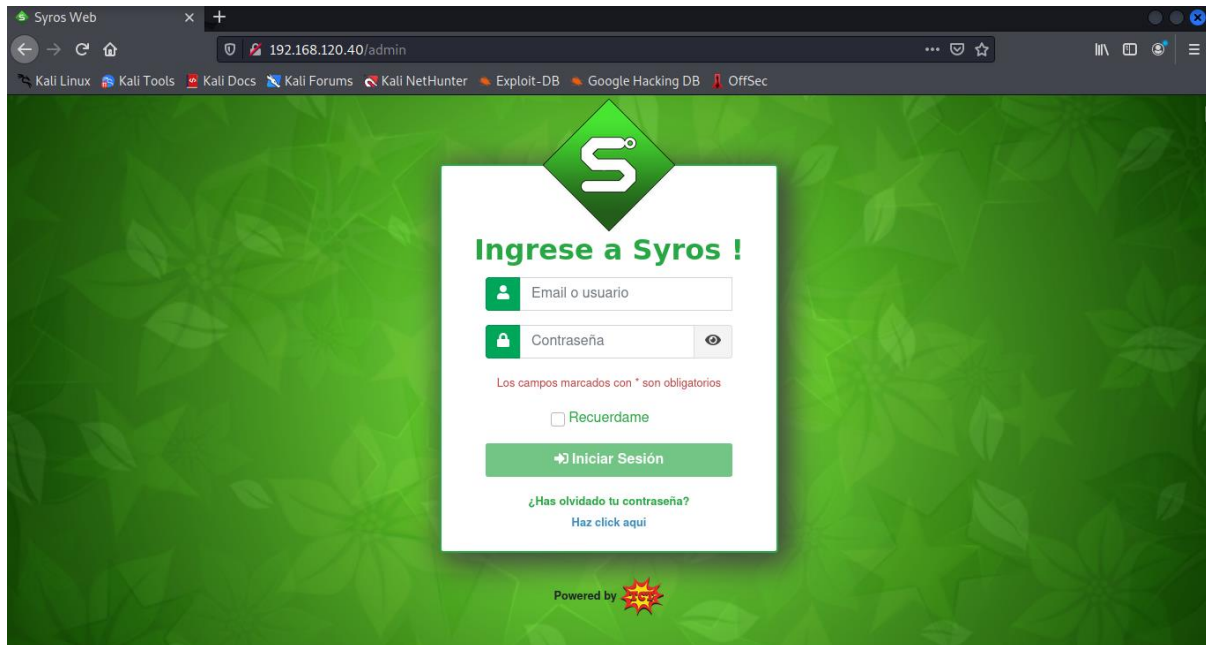 Syros Web
192.168.120.40/admin
Kali Linux Kali Tools Kali Docs Kali Forums Kali NetHunter Exploit-DB Google Hacking DB OffSec
S
Ingrese a Syros !
Email o usuario
Contraseña
Los campos marcados con * son obligatorios
Recuerdame
Iniciar Sesión
¿Has olvidado tu contraseña?
Haz click aqui
Powered by